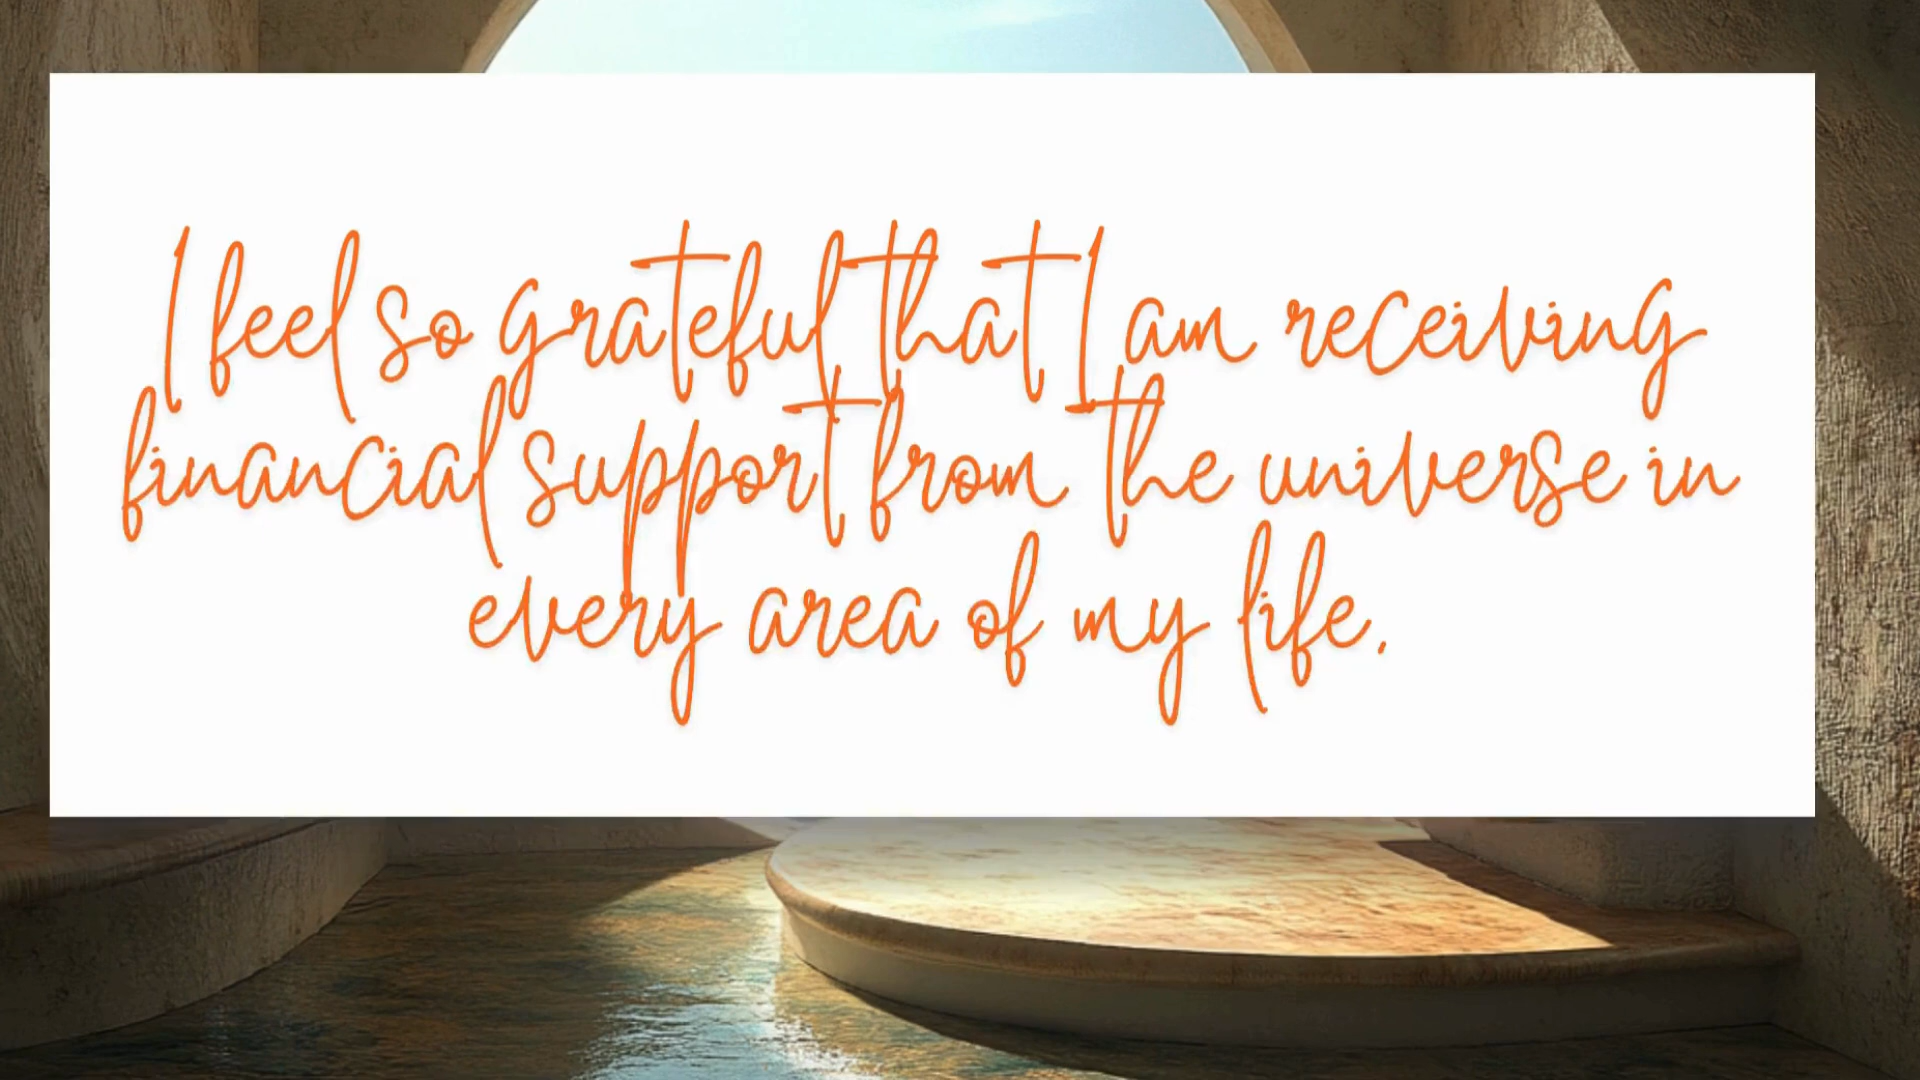 I feel so grateful that I am receiving
financial support from the universe in
every area of my life.